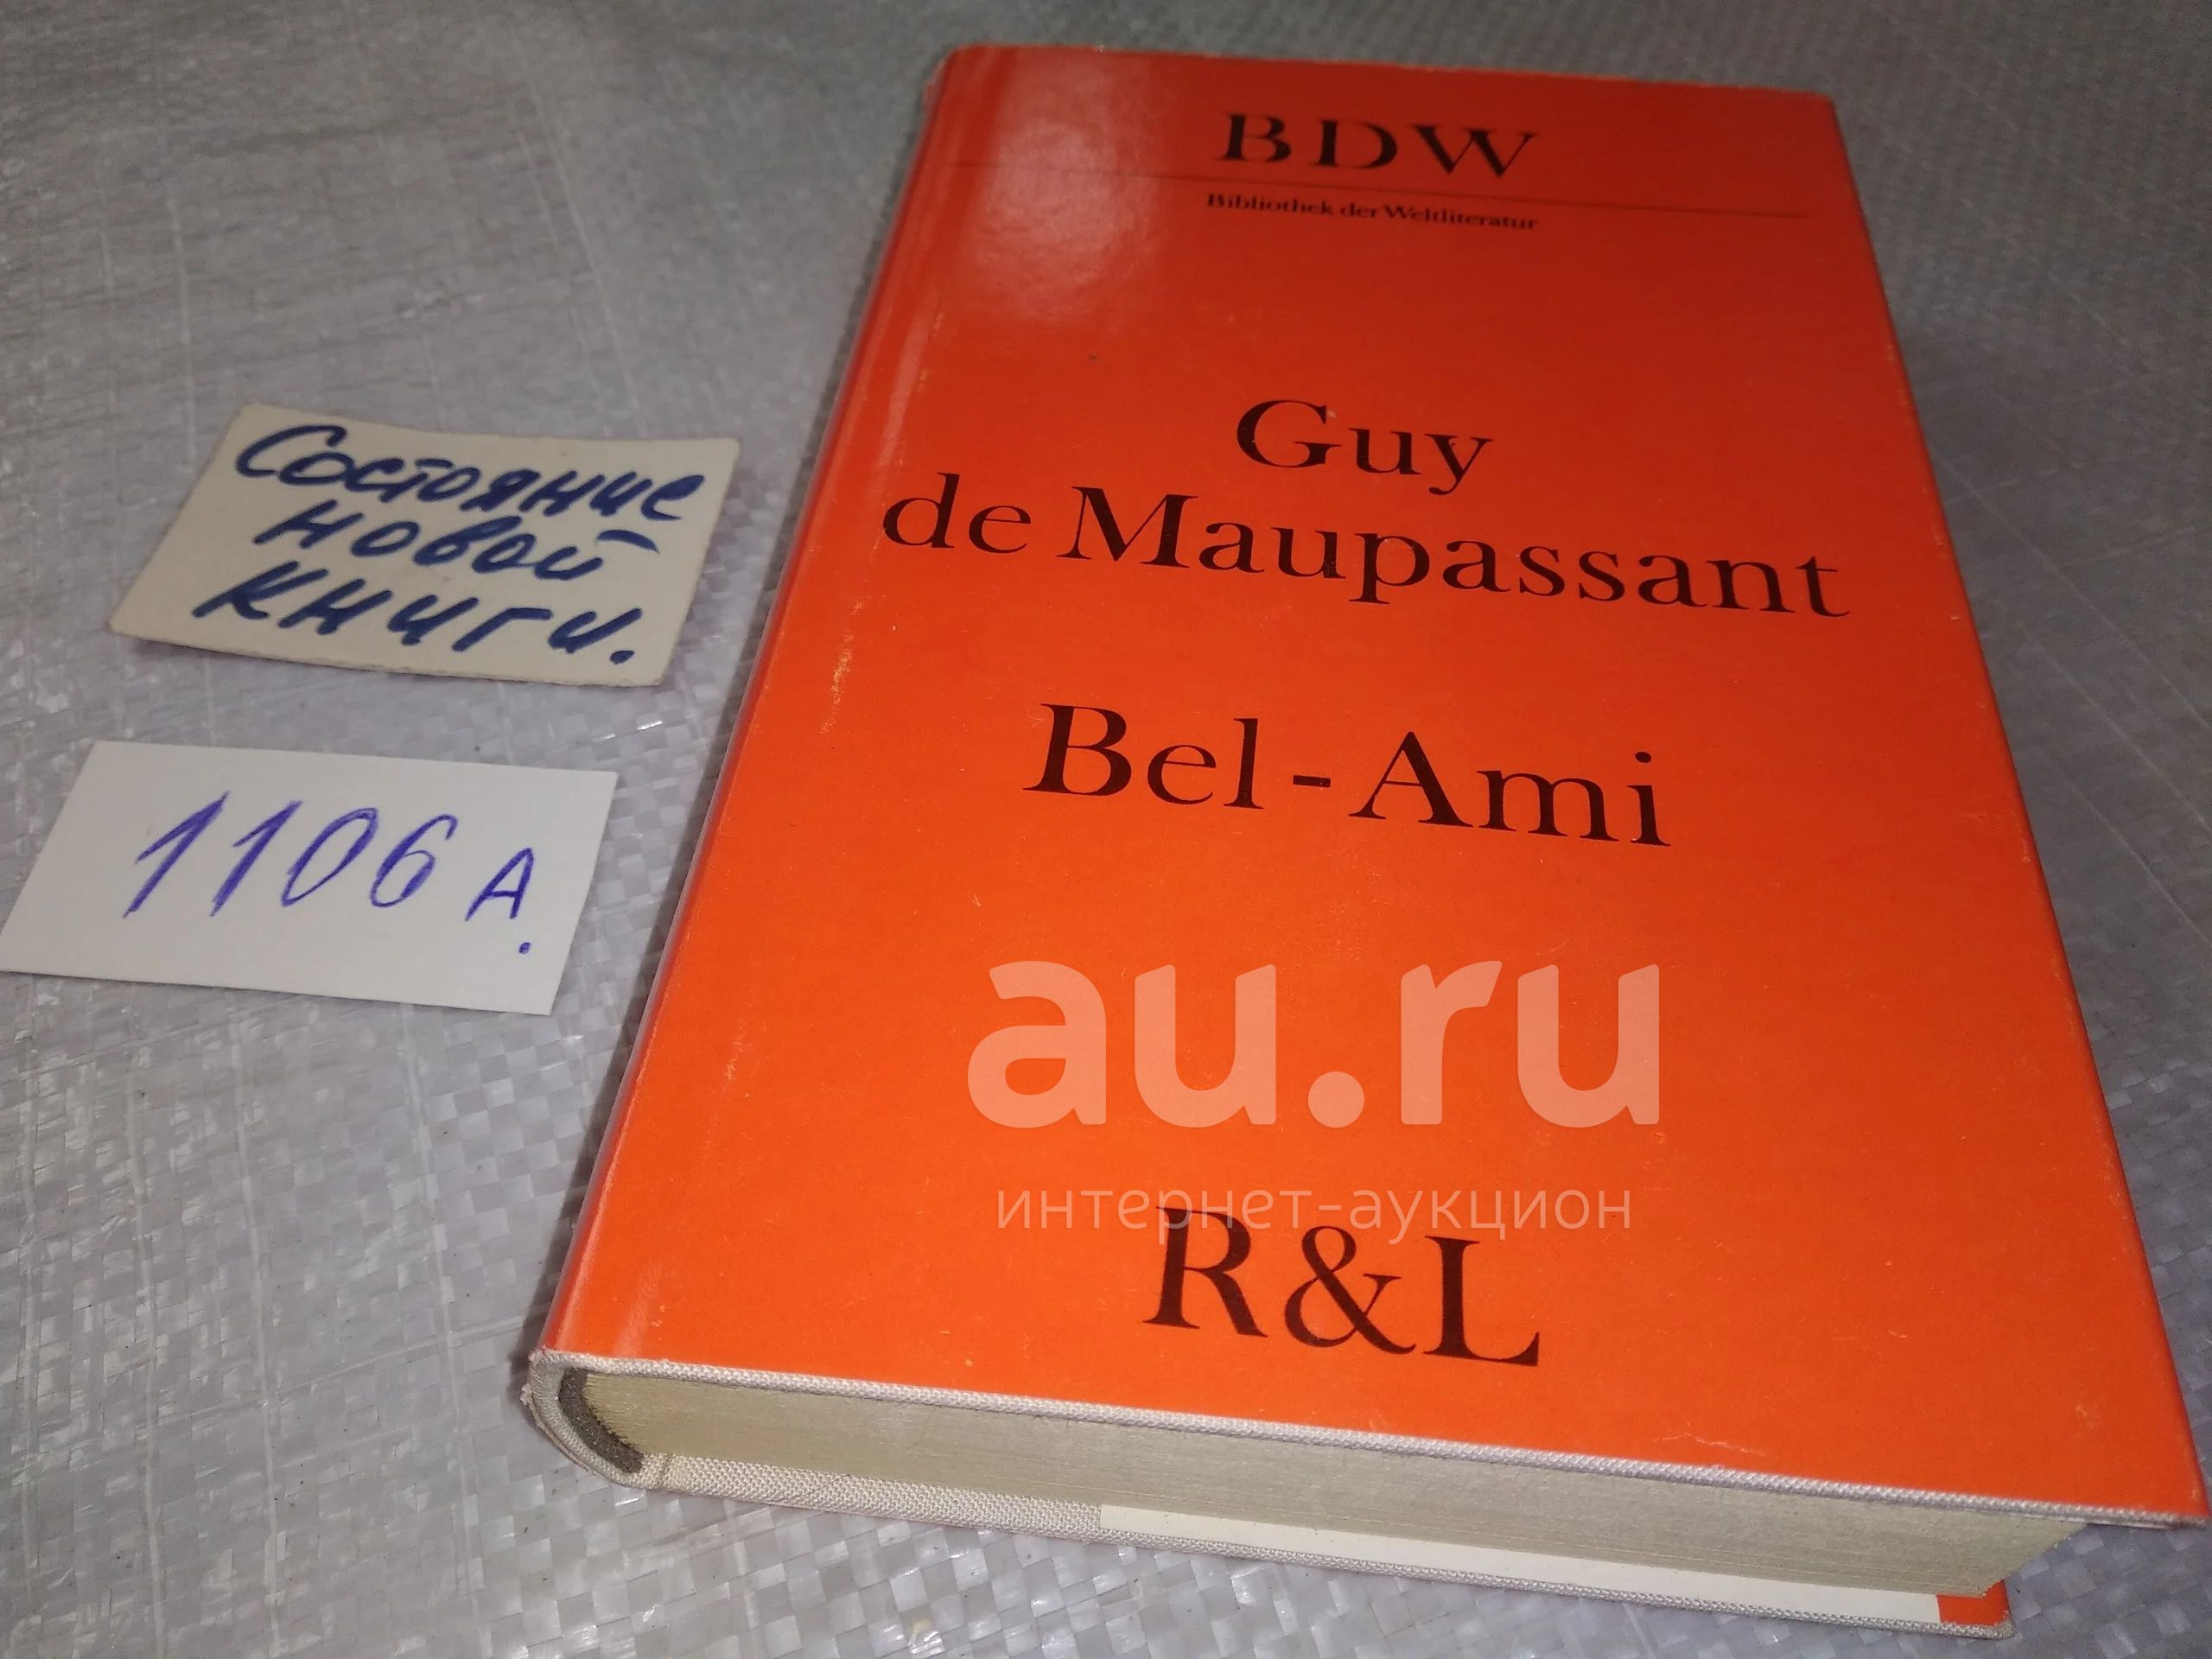 BDW
Bibliothek der Weltliteratur
Guy
de Maupassant
Bel-Ami
R&L
Состояние
новой
книги.
1106 А.
au.ru
интернет-аукцион